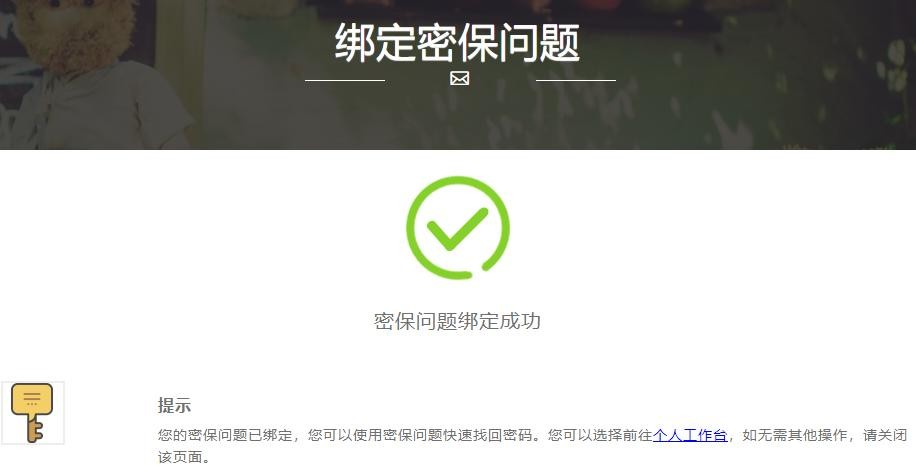 绑定密保问题
密保问题绑定成功
提示
您的密保问题已绑定，您可以使用密保问题快速找回密码。您可以选择前往个人工作台，如无需其他操作，请关闭
该页面。